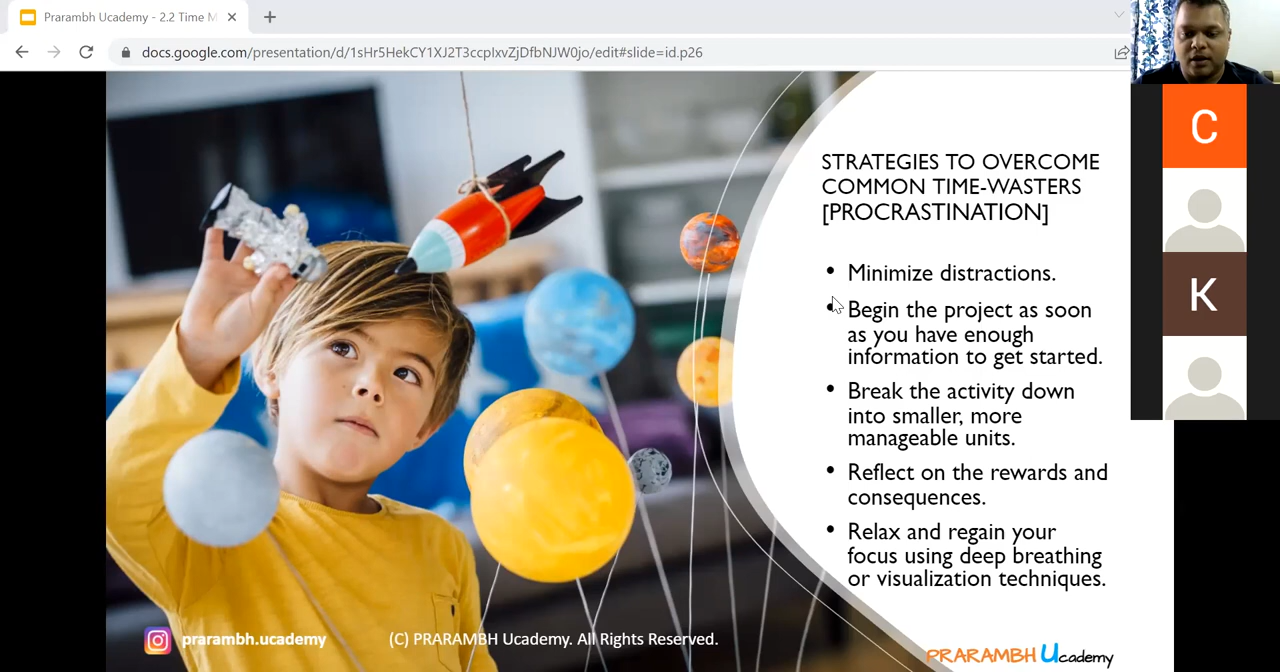 Prarambh Ucademy - 2.2 Time M
docs.google.com/presentation/d/1sHr5HekCY1XJ2T3ccpIxvZjDfbNJW0jo/edit#slide=id.p26
C
K
STRATEGIES TO OVERCOME
COMMON TIME-WASTERS
[PROCRASTINATION]
• Minimize distractions.
• Begin the project as soon
as you have enough
information to get started.
• Break the activity down
into smaller, more
manageable units.
• Reflect on the rewards and
consequences.
• Relax and regain your
focus using deep breathing
or visualization techniques.
prarambh.ucademy
(C) PRARAMBH Ucademy. All Rights Reserved.
PRARAMBH Ucademy